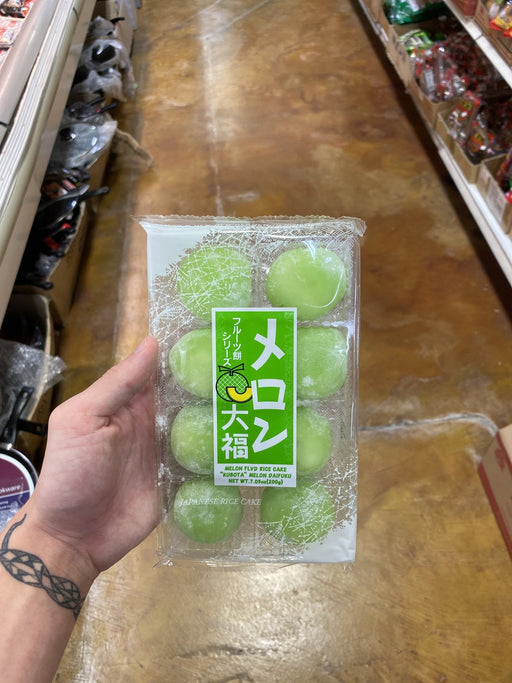 フルーツ餅
シリーズ
メロン
大福
MELON FLVD RICE CAKE
"KUBOTA" MELON DAIFUKU
NET WT.7.05oz(200g)
JAPANESE RICE CAKE
okware